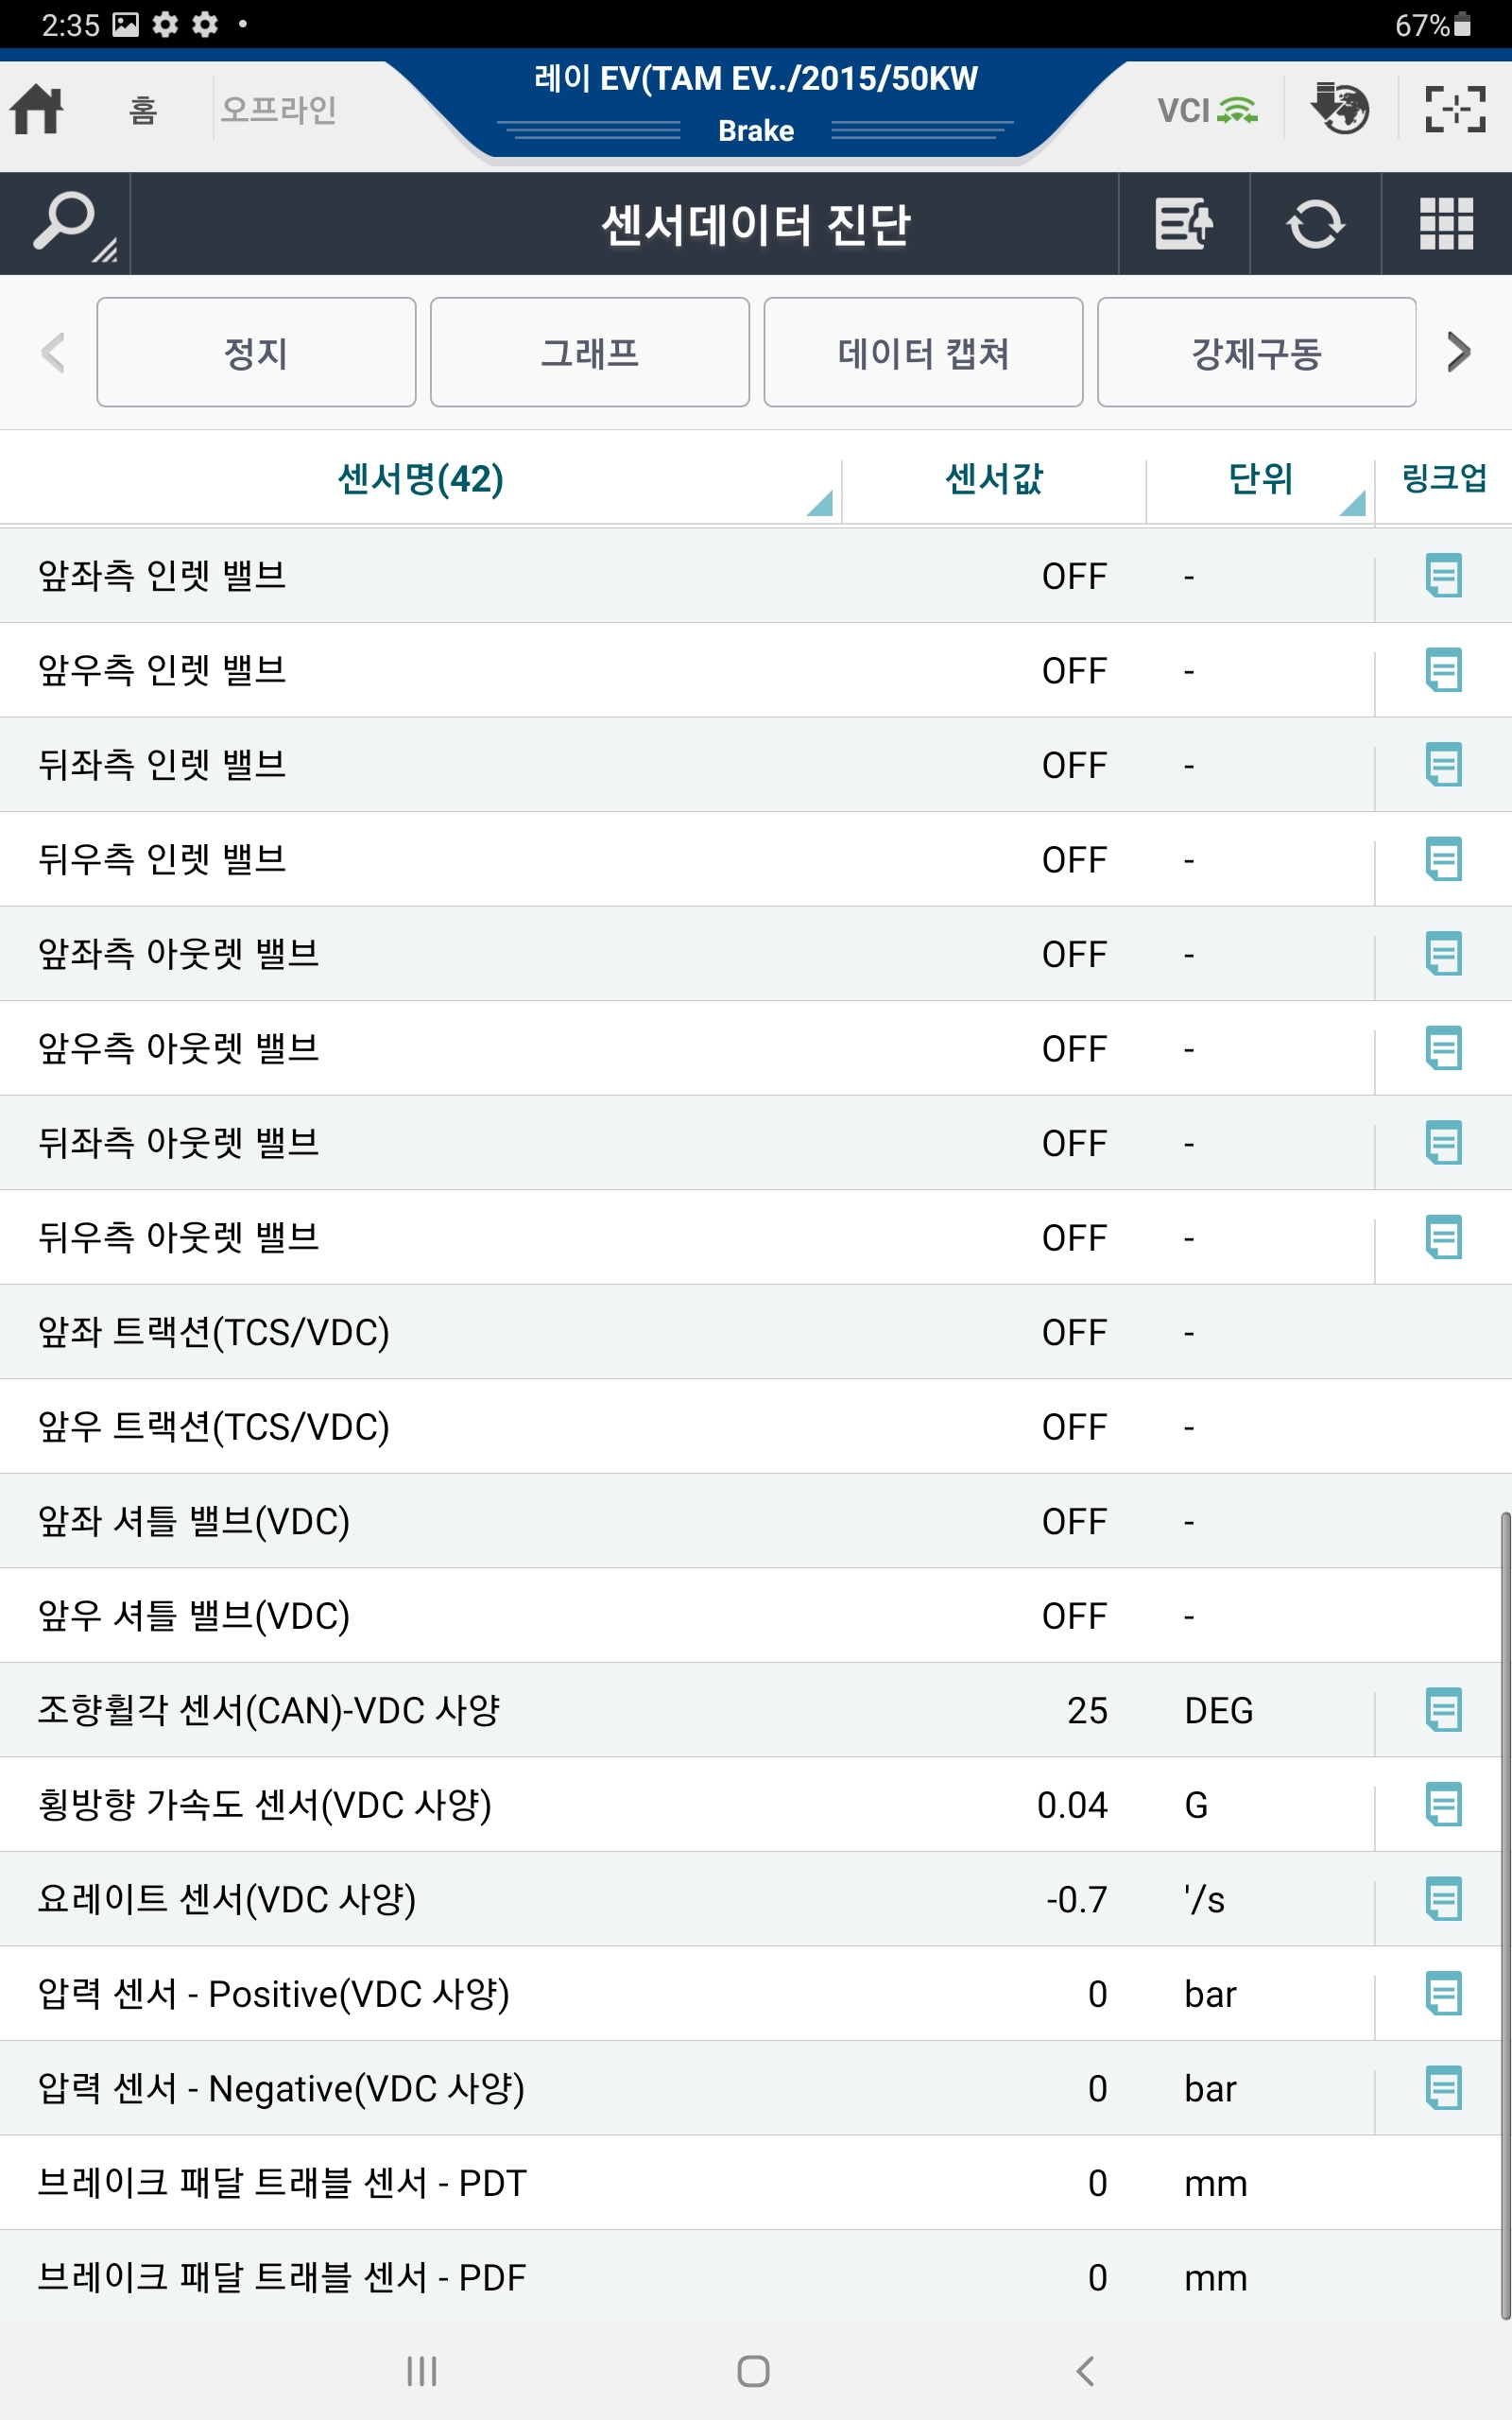 2:35 67%
레이 EV(TAM EV../2015/50KW
홈 오프라인 Brake VCI
센서데이터 진단
정지 그래프 데이터 캡쳐 강제구동
센서명(42) 센서값 단위 링크업
앞좌측 인렛 밸브 OFF -
앞우측 인렛 밸브 OFF -
뒤좌측 인렛 밸브 OFF -
뒤우측 인렛 밸브 OFF -
앞좌측 아웃렛 밸브 OFF -
앞우측 아웃렛 밸브 OFF -
뒤좌측 아웃렛 밸브 OFF -
뒤우측 아웃렛 밸브 OFF -
앞좌 트랙션(TCS/VDC) OFF -
앞우 트랙션(TCS/VDC) OFF -
앞좌 셔틀 밸브(VDC) OFF -
앞우 셔틀 밸브(VDC) OFF -
조향휠각 센서(CAN)-VDC 사양 25 DEG
횡방향 가속도 센서(VDC 사양) 0.04 G
요레이트 센서(VDC 사양) -0.7 '/s
압력 센서 - Positive(VDC 사양) 0 bar
압력 센서 - Negative(VDC 사양) 0 bar
브레이크 패달 트래블 센서 - PDT 0 mm
브레이크 패달 트래블 센서 - PDF 0 mm